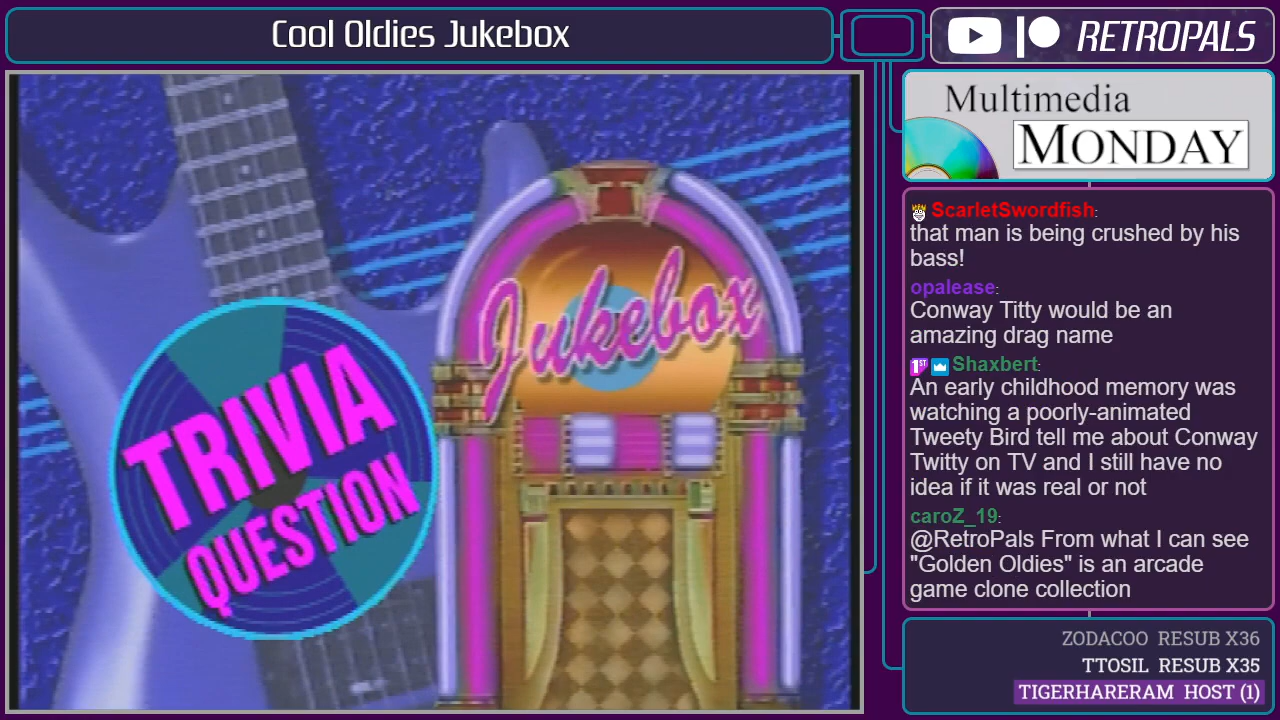 Cool Oldies Jukebox
RETROPALS
Multimedia
MONDAY
Jukebox
TRIVIA
QUESTION
ScarletSwordfish:
that man is being crushed by his
bass!
opalease:
Conway Titty would be an
amazing drag name
1ST Shaxbert:
An early childhood memory was
watching a poorly-animated
Tweety Bird tell me about Conway
Twitty on TV and I still have no
idea if it was real or not
caroZ_19:
@RetroPals From what I can see
"Golden Oldies" is an arcade
game clone collection
ZODACOO RESUB X36
TTOSIL RESUB X35
TIGERHARERAM HOST (1)